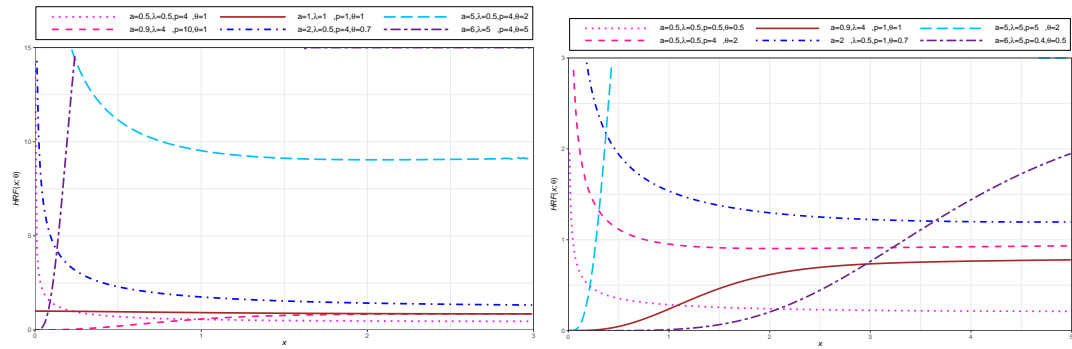 a=0.5,λ=0.5,p=4 ,θ=1 a=1,λ=1 ,p=1,θ=1 a=5,λ=0.5,p=4,θ=2
a=0.9,λ=4 ,p=10,θ=1 a=2,λ=0.5,p=4,θ=0.7 a=6,λ=5 ,p=4,θ=5
15
10
5
0
HRF(x; θ)
0 1 2 3
x
a=0.5,λ=0.5,p=0.5,θ=0.5 a=0.9,λ=4 ,p=1,θ=1 a=5,λ=5,p=5 ,θ=2
a=0.5,λ=0.5,p=4 ,θ=2 a=2 ,λ=0.5,p=1,θ=0.7 a=6,λ=5,p=0.4,θ=0.5
3
2
1
0
HRF(x; θ)
0 1 2 3 4 5
x